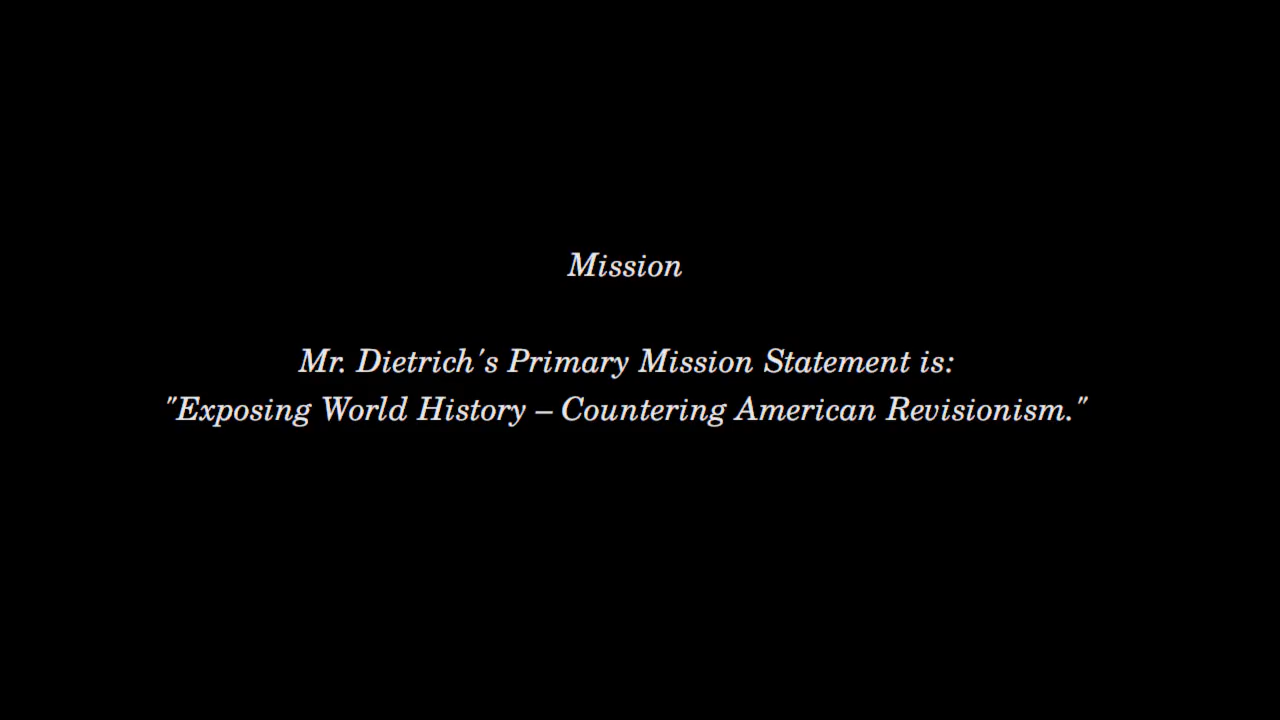 Mission
Mr. Dietrich's Primary Mission Statement is:
"Exposing World History – Countering American Revisionism."